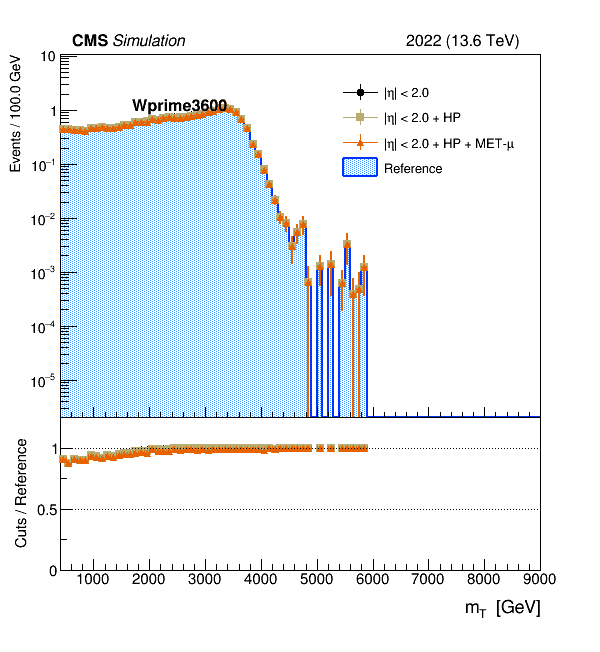 CMS Simulation 2022 (13.6 TeV)
Events / 100.0 GeV
10
1
10⁻¹
10⁻²
10⁻³
10⁻⁴
10⁻⁵
Wprime3600
|η| < 2.0
|η| < 2.0 + HP
|η| < 2.0 + HP + MET-μ
Reference
Cuts / Reference
1
0.5
0
1000 2000 3000 4000 5000 6000 7000 8000 9000
m_T [GeV]